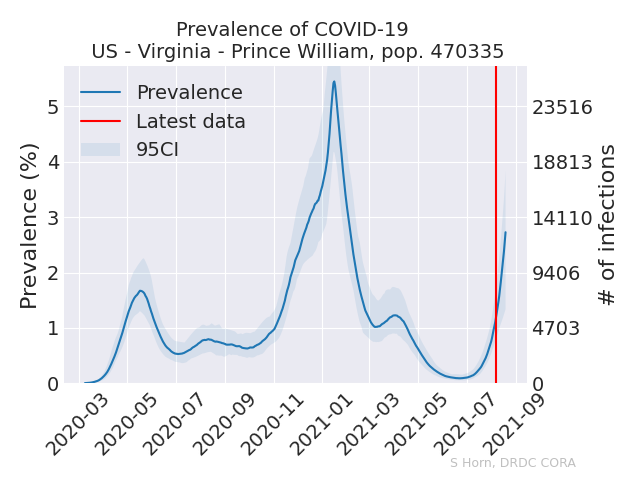 Prevalence of COVID-19
US - Virginia - Prince William, pop. 470335
Prevalence
Latest data
95CI
Prevalence (%)
5
4
3
2
1
0
23516
18813
14110
9406
4703
0
# of infections
2020-03
2020-05
2020-07
2020-09
2020-11
2021-01
2021-03
2021-05
2021-07
2021-09
S Horn, DRDC CORA